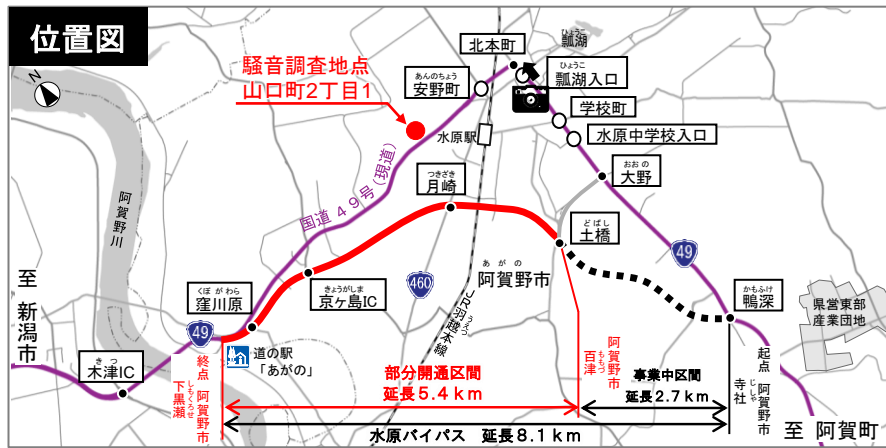 位置図
N
騒音調査地点
山口町2丁目1
北本町
ひょうこ
瓢湖
あんのちょう
安野町
ひょうこ
瓢湖入口
学校町
水原中学校入口
水原駅
おおの
大野
つきざき
月崎
国道 49号(現道)
阿賀野川
どばし
土橋
あがの
阿賀野市
49
460
JR羽越本線
うえつ
きょうがしま
京ヶ島IC
くぼがわら
窪川原
かもふけ
鴨深
県営東部
産業団地
至 新潟市
49
きつ
木津IC
道の駅
「あがの」
終点 阿賀野市
下黒瀬
しもくろせ
部分開通区間
延長5.4km
阿賀野市
百津
ももづ
事業中区間
延長2.7km
起点 阿賀野市
寺社
じしゃ
水原バイパス 延長8.1km
至 阿賀町